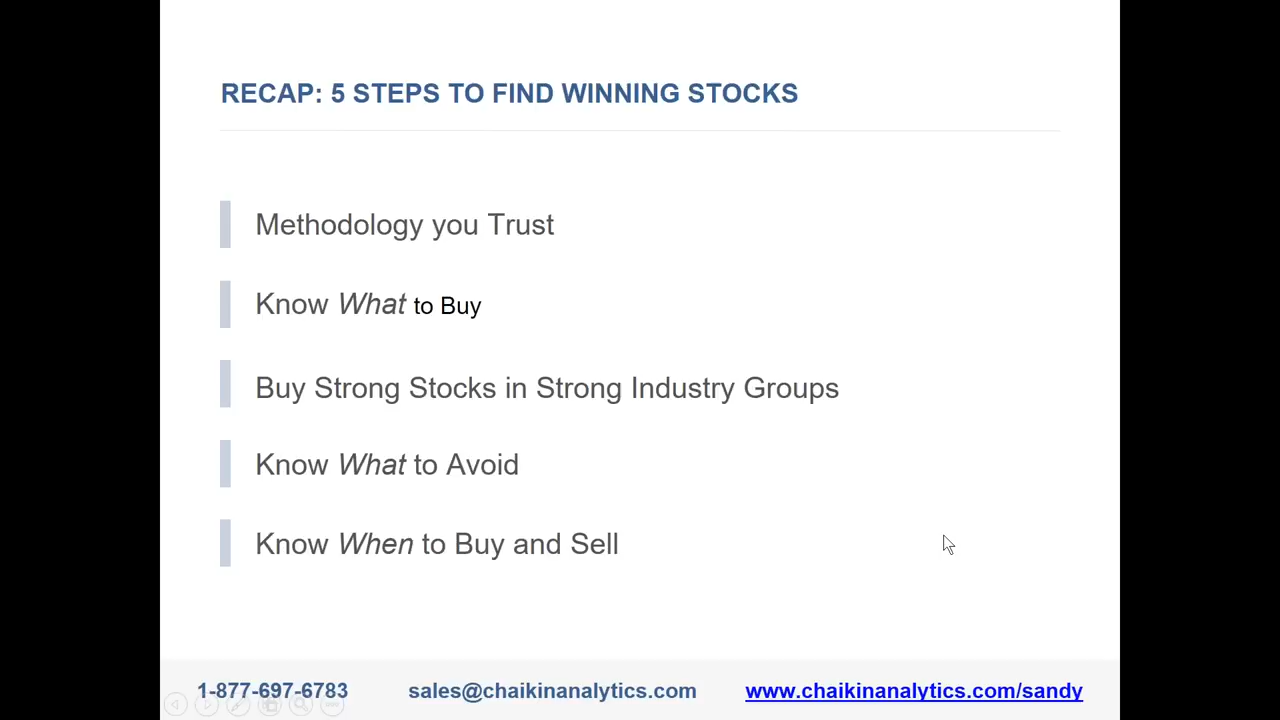 RECAP: 5 STEPS TO FIND WINNING STOCKS
Methodology you Trust
Know What to Buy
Buy Strong Stocks in Strong Industry Groups
Know What to Avoid
Know When to Buy and Sell
1-877-697-6783 sales@chaikinanalytics.com www.chaikinanalytics.com/sandy